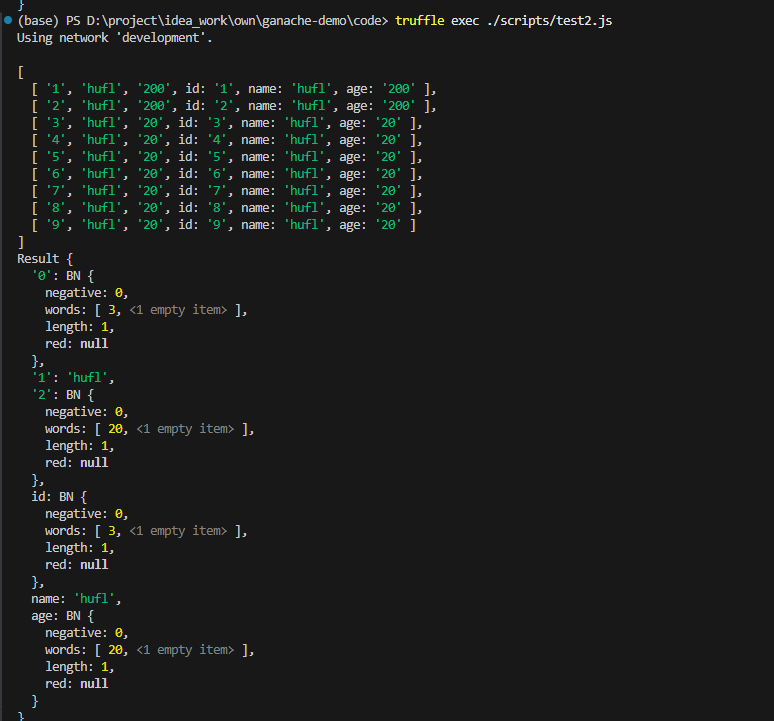 }
(base) PS D:\project\idea_work\own\ganache-demo\code> truffle exec ./scripts/test2.js
Using network 'development'.
[
  [ '1', 'hufl', '200', id: '1', name: 'hufl', age: '200' ],
  [ '2', 'hufl', '200', id: '2', name: 'hufl', age: '200' ],
  [ '3', 'hufl', '20', id: '3', name: 'hufl', age: '20' ],
  [ '4', 'hufl', '20', id: '4', name: 'hufl', age: '20' ],
  [ '5', 'hufl', '20', id: '5', name: 'hufl', age: '20' ],
  [ '6', 'hufl', '20', id: '6', name: 'hufl', age: '20' ],
  [ '7', 'hufl', '20', id: '7', name: 'hufl', age: '20' ],
  [ '8', 'hufl', '20', id: '8', name: 'hufl', age: '20' ],
  [ '9', 'hufl', '20', id: '9', name: 'hufl', age: '20' ]
]
Result {
  '0': BN {
    negative: 0,
    words: [ 3, <1 empty item> ],
    length: 1,
    red: null
  },
  '1': 'hufl',
  '2': BN {
    negative: 0,
    words: [ 20, <1 empty item> ],
    length: 1,
    red: null
  },
  id: BN {
    negative: 0,
    words: [ 3, <1 empty item> ],
    length: 1,
    red: null
  },
  name: 'hufl',
  age: BN {
    negative: 0,
    words: [ 20, <1 empty item> ],
    length: 1,
    red: null
  }
}